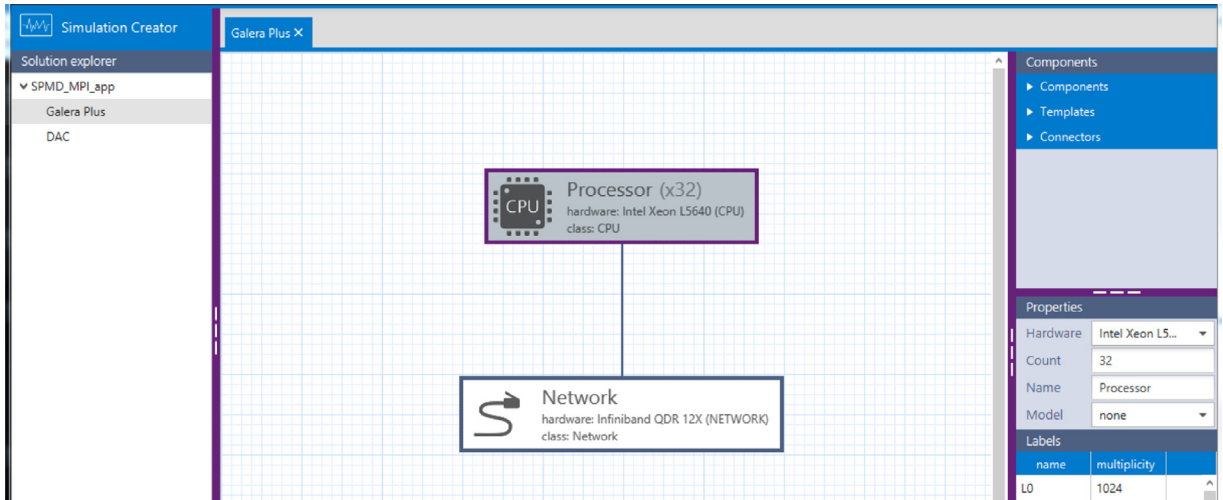 Simulation Creator
Solution explorer
SPMD_MPI_app
Galera Plus
DAC
Galera Plus ✕
CPU
Processor (x32)
hardware: Intel Xeon L5640 (CPU)
class: CPU
Network
hardware: Infiniband QDR 12X (NETWORK)
class: Network
Components
Components
Templates
Connectors
Properties
Hardware Intel Xeon L5...
Count 32
Name Processor
Model none
Labels
name multiplicity
L0 1024